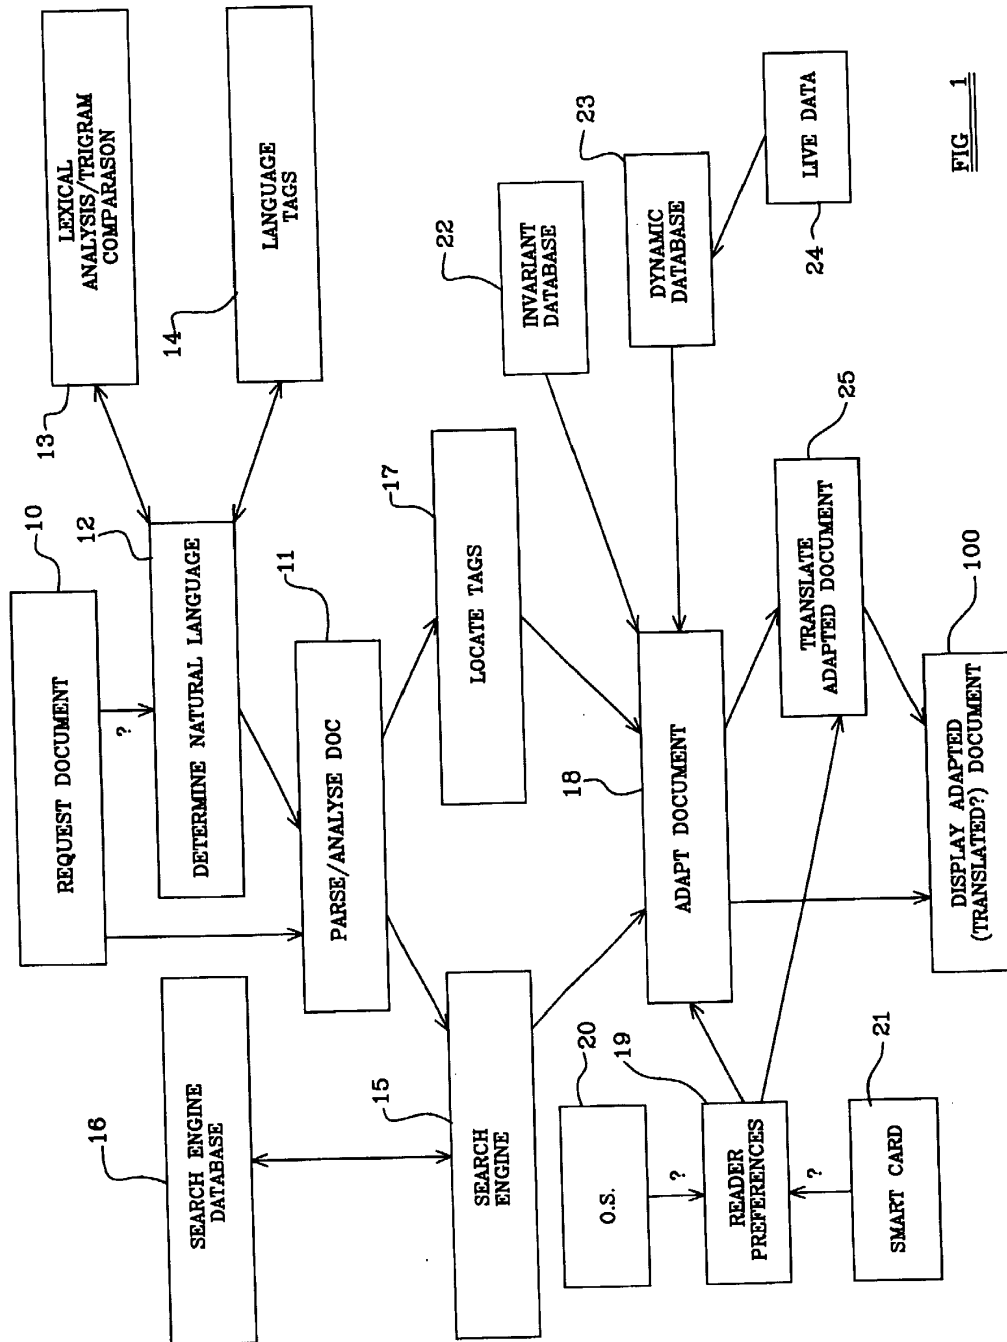 LEXICAL
ANALYSIS/TRIGRAM
COMPARASON
13
LANGUAGE
TAGS
14
10
REQUEST DOCUMENT
?
12
DETERMINE NATURAL LANGUAGE
11
PARSE/ANALYSE DOC
16
SEARCH ENGINE
DATABASE
15
SEARCH
ENGINE
17
LOCATE TAGS
22
INVARIANT
DATABASE
23
DYNAMIC
DATABASE
24
LIVE DATA
18
ADAPT DOCUMENT
20
O.S.
?
19
READER
PREFERENCES
?
21
SMART CARD
25
TRANSLATE
ADAPTED DOCUMENT
100
DISPLAY ADAPTED
(TRANSLATED?) DOCUMENT
FIG 1